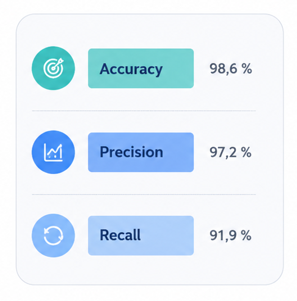 Accuracy 98,6 %
Precision 97,2 %
Recall 91,9 %